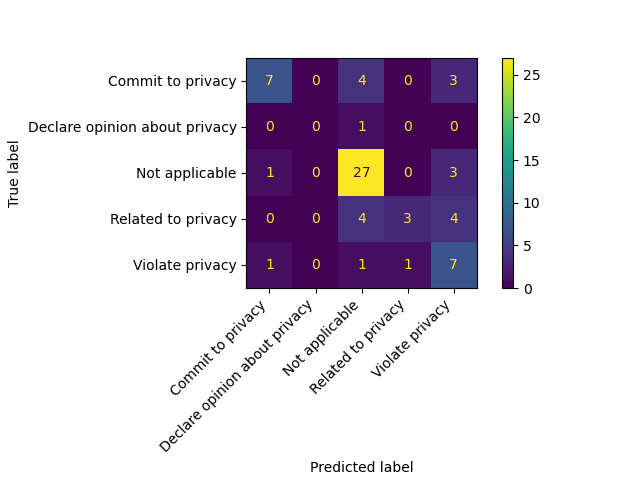 Commit to privacy 7 0 4 0 3
Declare opinion about privacy 0 0 1 0 0
Not applicable 1 0 27 0 3
Related to privacy 0 0 4 3 4
Violate privacy 1 0 1 1 7
True label
Commit to privacy
Declare opinion about privacy
Not applicable
Related to privacy
Violate privacy
Predicted label
25
20
15
10
5
0